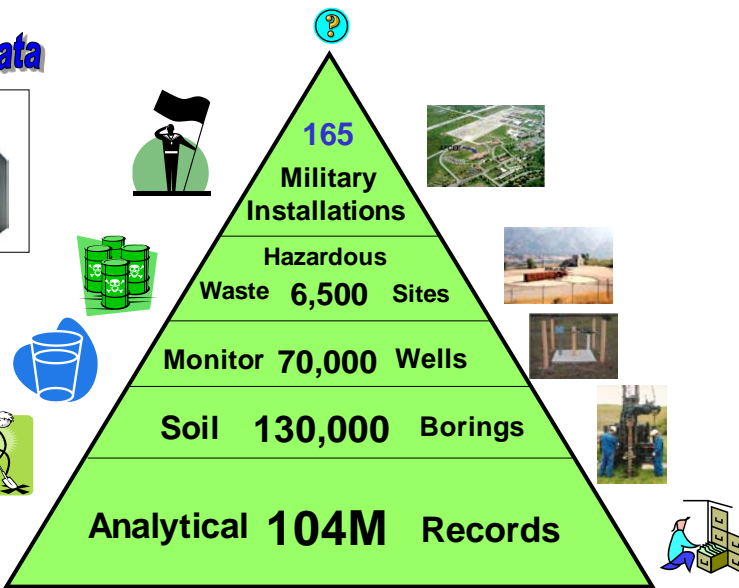 ?
165
Military
Installations
Hazardous
Waste 6,500 Sites
Monitor 70,000 Wells
Soil 130,000 Borings
Analytical 104M Records